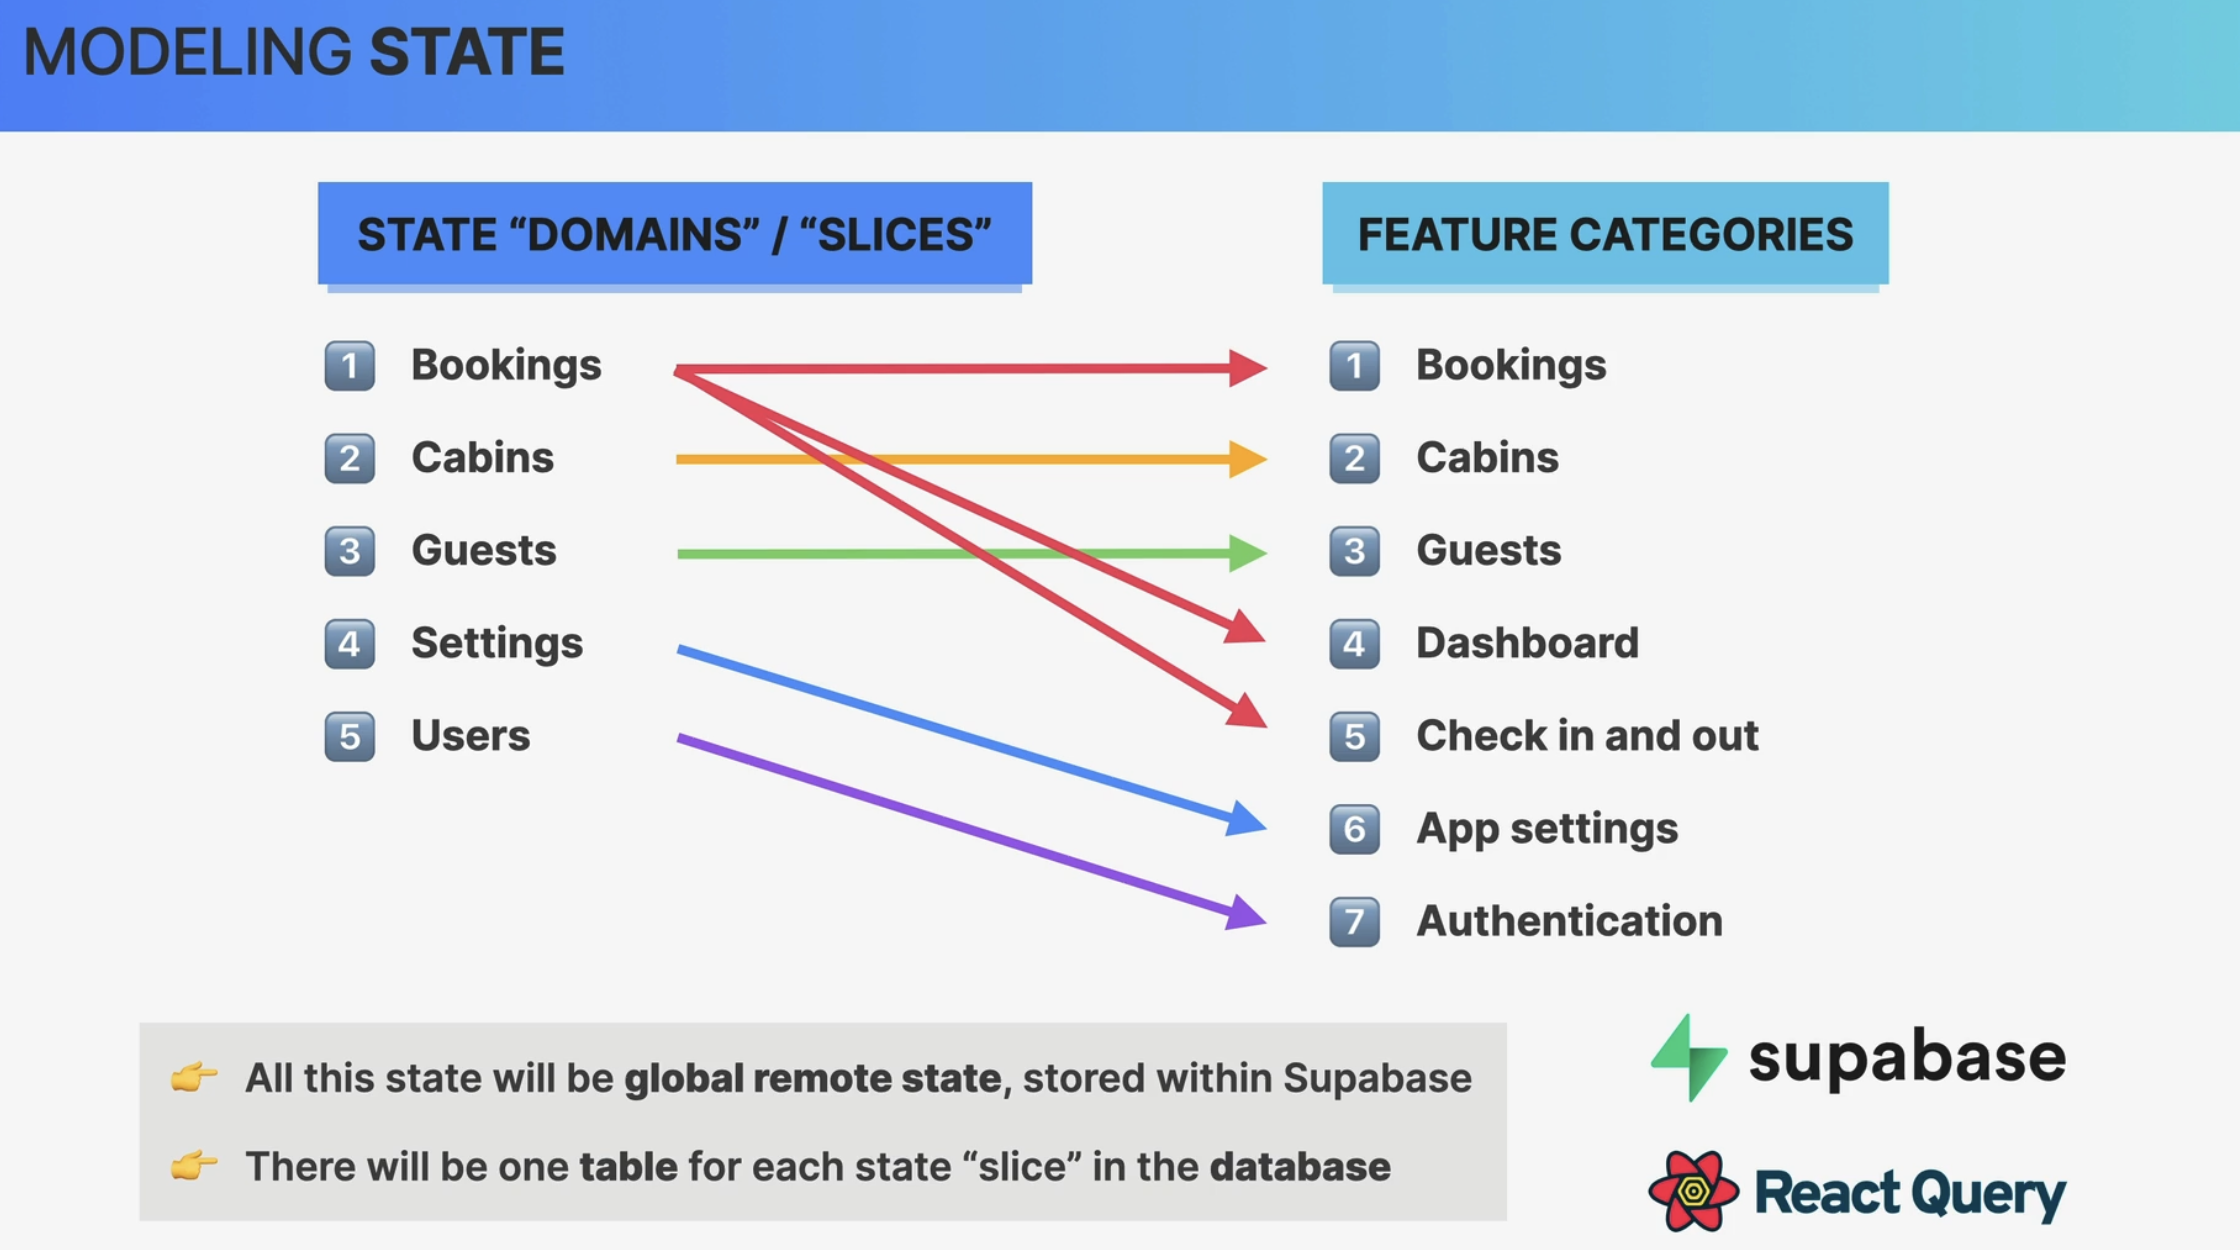 MODELING STATE
STATE “DOMAINS” / “SLICES”
1 Bookings
2 Cabins
3 Guests
4 Settings
5 Users
FEATURE CATEGORIES
1 Bookings
2 Cabins
3 Guests
4 Dashboard
5 Check in and out
6 App settings
7 Authentication
All this state will be global remote state, stored within Supabase
There will be one table for each state “slice” in the database
supabase
React Query